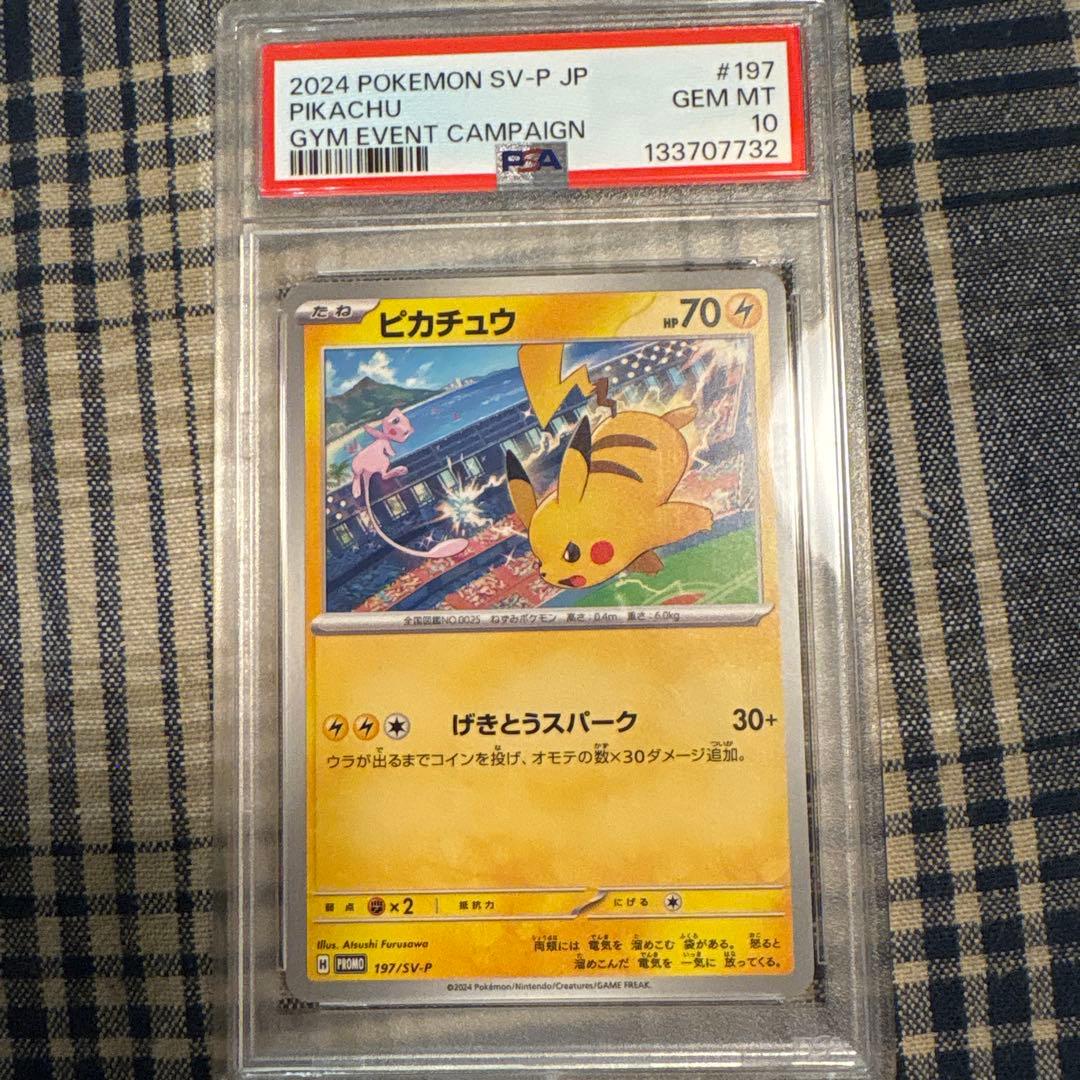 2024 POKEMON SV-P JP
#197
PIKACHU
GEM MT
GYM EVENT CAMPAIGN
10
PSA
133707732
たね
ピカチュウ
HP70
全国図鑑NO.0025 ねずみポケモン 高さ:0.4m 重さ:6.0kg
げきとうスパーク 30+
ウラが出るまでコインを投げ、オモテの数×30ダメージ追加。
弱点 ×2 抵抗力 にげる
Illus. Atsushi Furusawa
両頬には 電気を 溜めこむ 袋がある。 怒ると
溜めこんだ 電気を 一気に 放ってくる。
H PROMO 197/SV-P
©2024 Pokémon/Nintendo/Creatures/GAME FREAK.